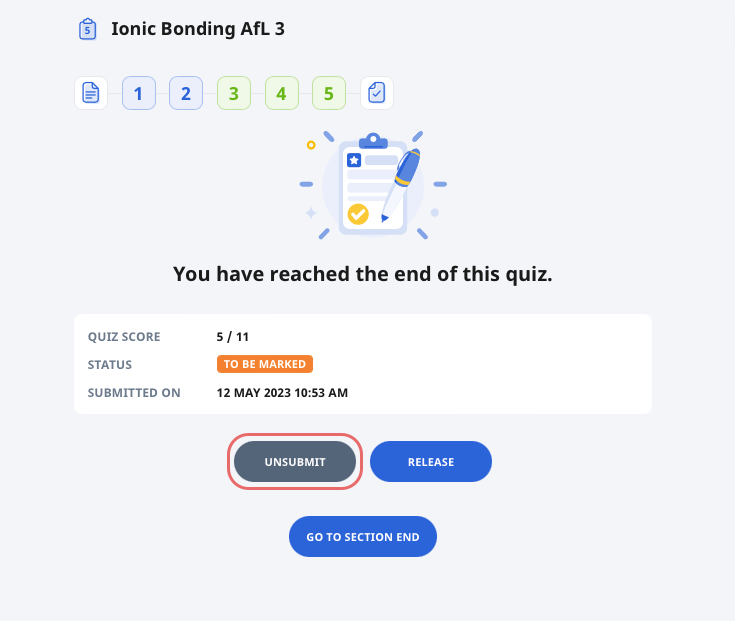 5
Ionic Bonding AfL 3
1 2 3 4 5
You have reached the end of this quiz.
QUIZ SCORE 5 / 11
STATUS TO BE MARKED
SUBMITTED ON 12 MAY 2023 10:53 AM
UNSUBMIT RELEASE
GO TO SECTION END